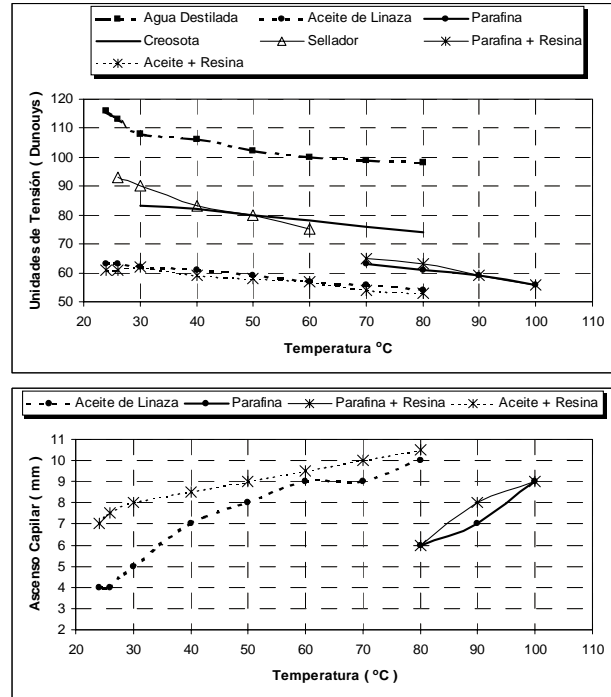 Agua Destilada Aceite de Linaza Parafina
Creosota Sellador Parafina + Resina
Aceite + Resina
Unidades de Tensión ( Dunouys)
120
110
100
90
80
70
60
50
20 30 40 50 60 70 80 90 100 110
Temperatura °C
Aceite de Linaza Parafina Parafina + Resina Aceite + Resina
Ascenso Capilar ( mm )
11
10
9
8
7
6
5
4
3
2
20 30 40 50 60 70 80 90 100 110
Temperatura ( °C )